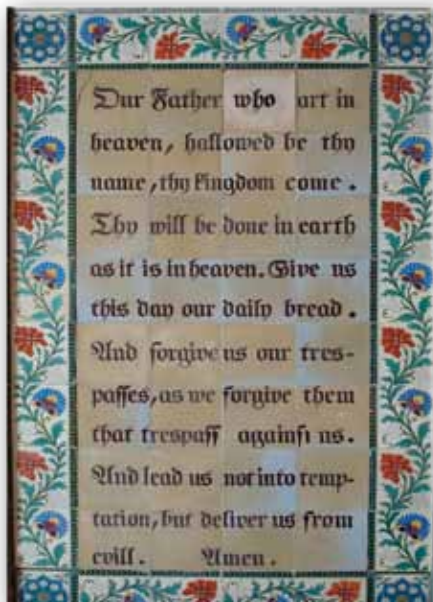 Our Father who art in
heaven, hallowed be thy
name, thy kingdom come.
Thy will be done in earth
as it is in heaven. Give us
this day our daily bread.
And forgive us our tres-
passes, as we forgive them
that trespass against us.
And lead us not into temp-
tation, but deliver us from
evill. Amen.